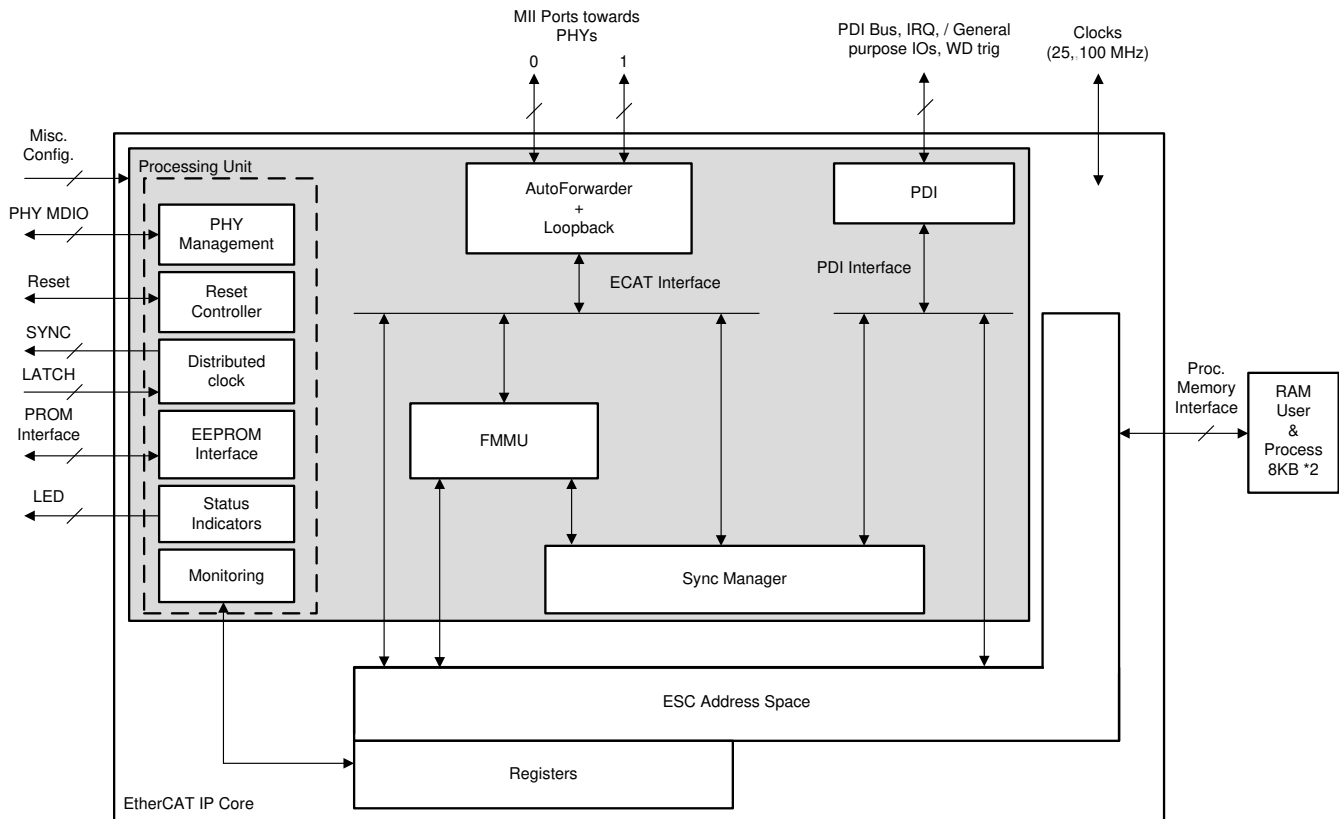 MII Ports towards
PHYs
0
1
PDI Bus, IRQ, / General
purpose IOs, WD trig
Clocks
(25, 100 MHz)
Misc.
Config.
Processing Unit
AutoForwarder
+
Loopback
PDI
PHY MDIO
PHY
Management
ECAT Interface
PDI Interface
Reset
Reset
Controller
SYNC
Distributed
clock
LATCH
PROM
Interface
EEPROM
Interface
FMMU
Proc.
Memory
Interface
RAM
User
&
Process
8KB *2
LED
Status
Indicators
Monitoring
Sync Manager
ESC Address Space
Registers
EtherCAT IP Core